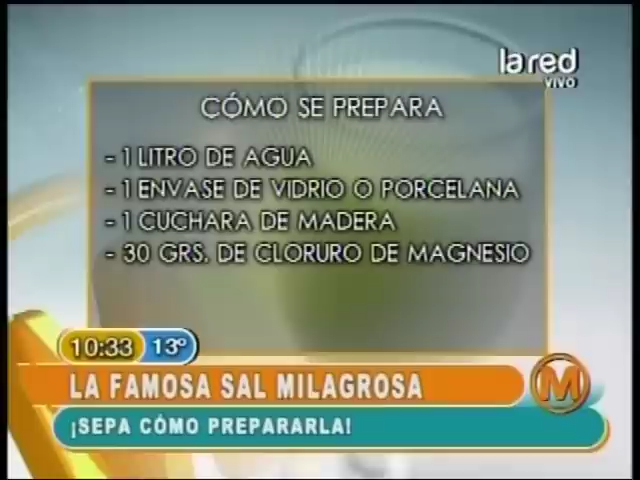 la red
VIVO
CÓMO SE PREPARA
- 1 LITRO DE AGUA
- 1 ENVASE DE VIDRIO O PORCELANA
- 1 CUCHARA DE MADERA
- 30 GRS. DE CLORURO DE MAGNESIO
10:33 13º
LA FAMOSA SAL MILAGROSA
M
¡SEPA CÓMO PREPARARLA!